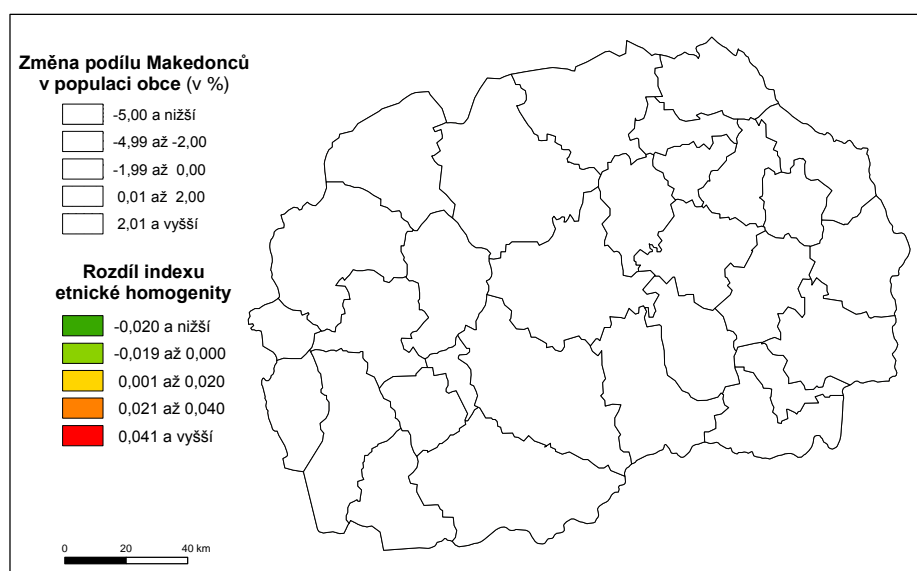 Změna podílu Makedonců
v populaci obce (v %)
-5,00 a nižší
-4,99 až -2,00
-1,99 až 0,00
0,01 až 2,00
2,01 a vyšší
Rozdíl indexu
etnické homogenity
-0,020 a nižší
-0,019 až 0,000
0,001 až 0,020
0,021 až 0,040
0,041 a vyšší
0 20 40 km